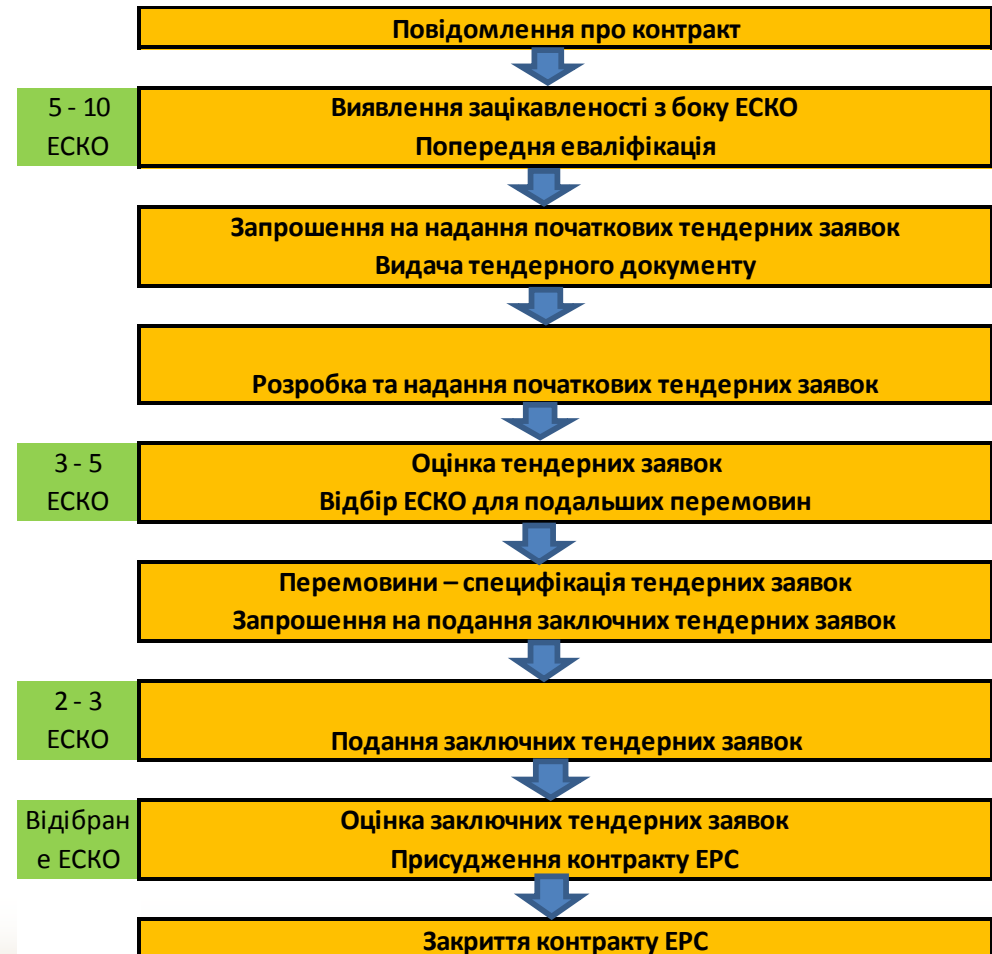 Повідомлення про контракт
5 - 10
ЕСКО
Виявлення зацікавленості з боку ЕСКО
Попередня еваліфікація
Запрошення на надання початкових тендерних заявок
Видача тендерного документу
Розробка та надання початкових тендерних заявок
3 - 5
ЕСКО
Оцінка тендерних заявок
Відбір ЕСКО для подальших перемовин
Перемовини – специфікація тендерних заявок
Запрошення на подання заключних тендерних заявок
2 - 3
ЕСКО
Подання заключних тендерних заявок
Відібран
е ЕСКО
Оцінка заключних тендерних заявок
Присудження контракту ЕРС
Закриття контракту ЕРС